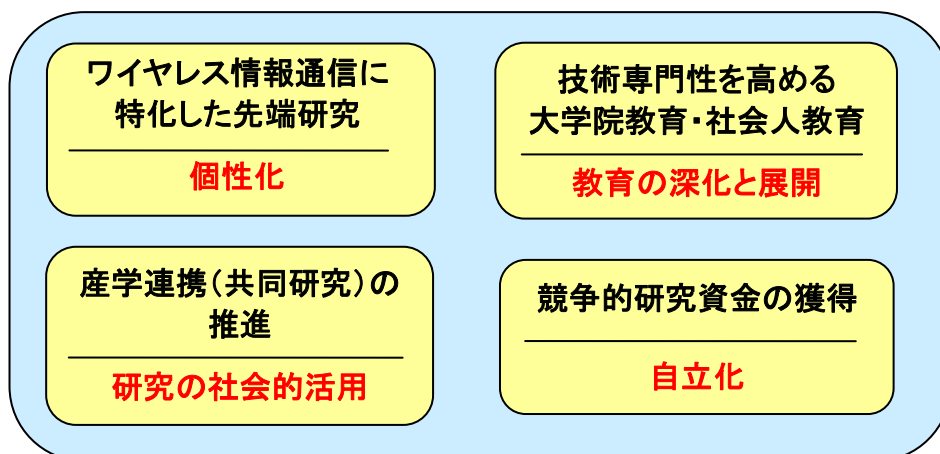 ワイヤレス情報通信に
特化した先端研究
個性化
技術専門性を高める
大学院教育・社会人教育
教育の深化と展開
産学連携（共同研究）の
推進
研究の社会的活用
競争的研究資金の獲得
自立化